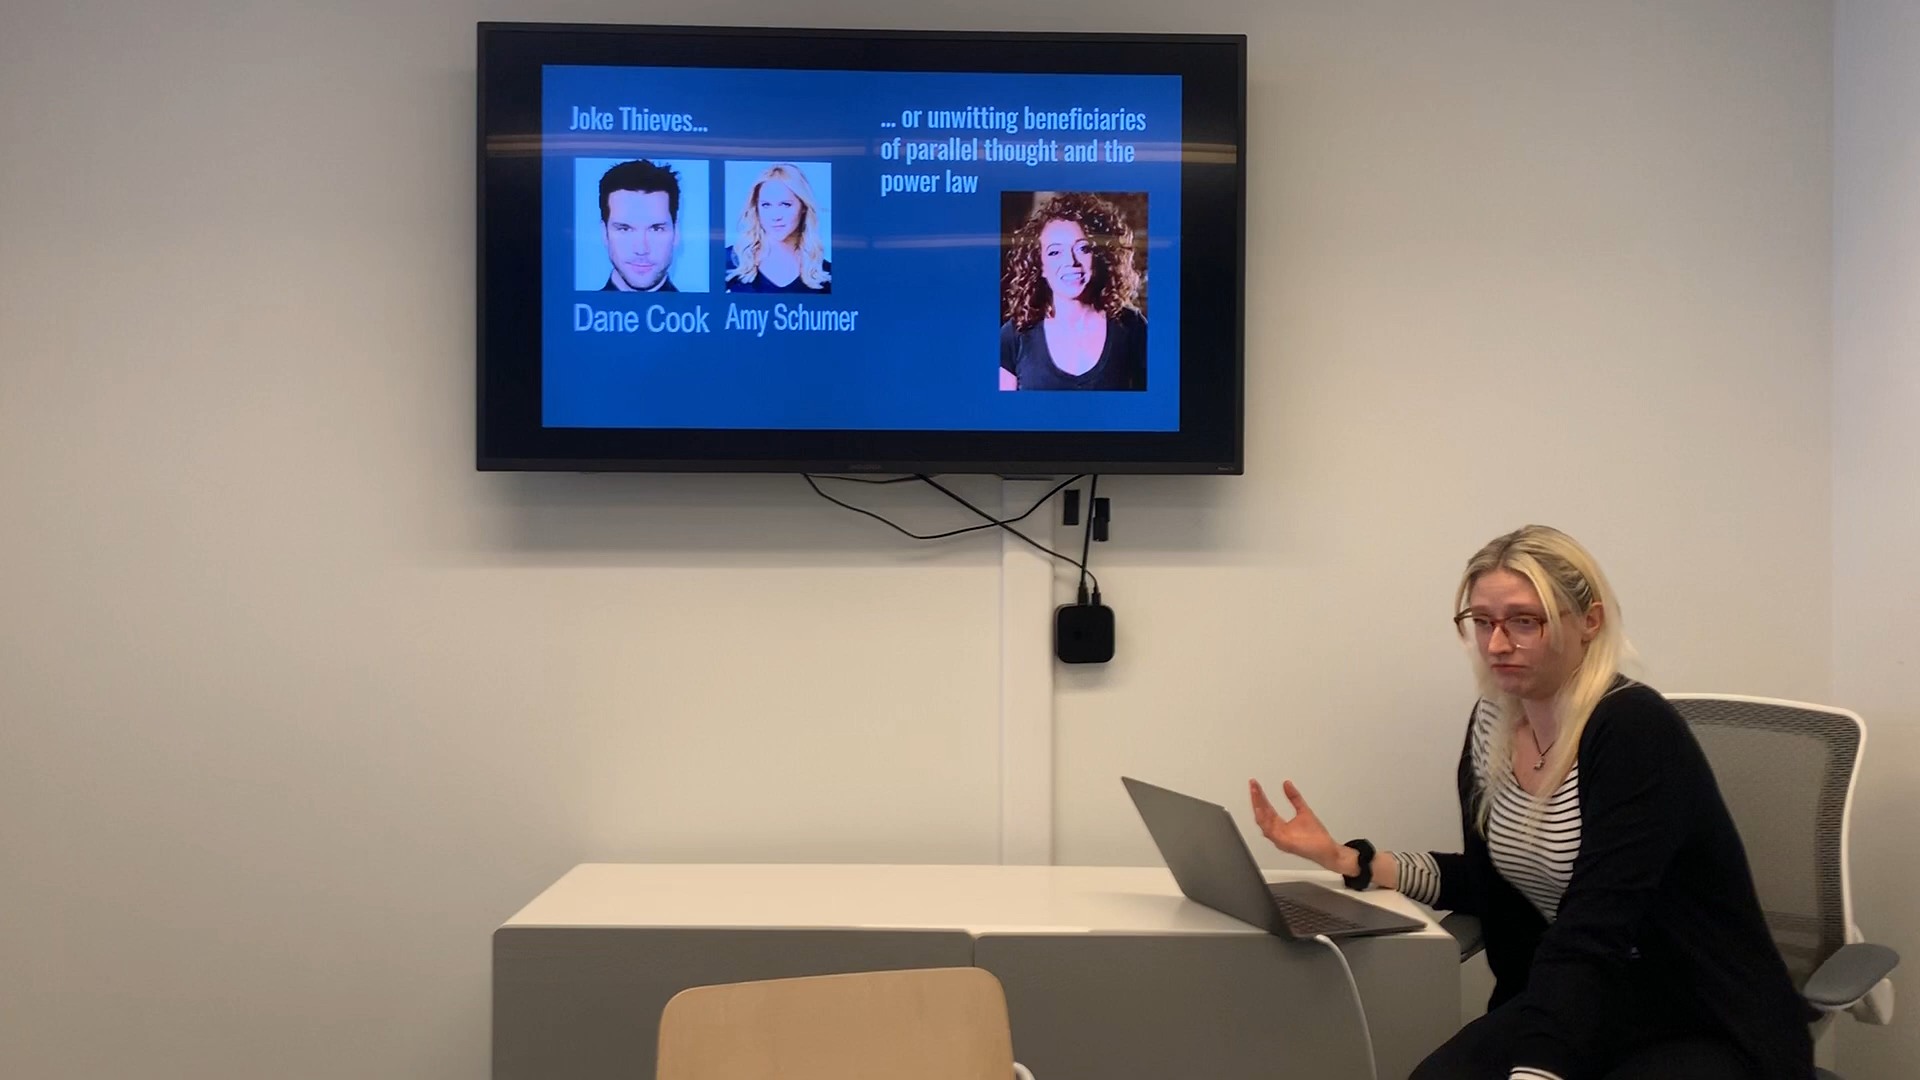 Joke Thieves...
Dane Cook
Amy Schumer
... or unwitting beneficiaries
of parallel thought and the
power law